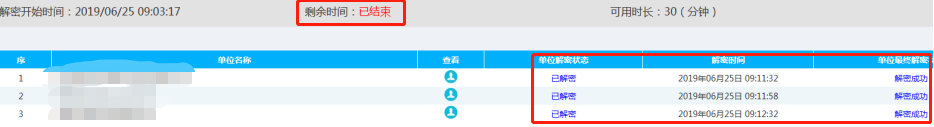 解密开始时间：2019/06/25 09:03:17 剩余时间：已结束 可用时长：30（分钟）
序 单位名称 查看 单位解密状态 解密时间 单位最终解密
1 已解密 2019年06月25日 09:11:32 解密成功
2 已解密 2019年06月25日 09:11:58 解密成功
3 已解密 2019年06月25日 09:12:32 解密成功